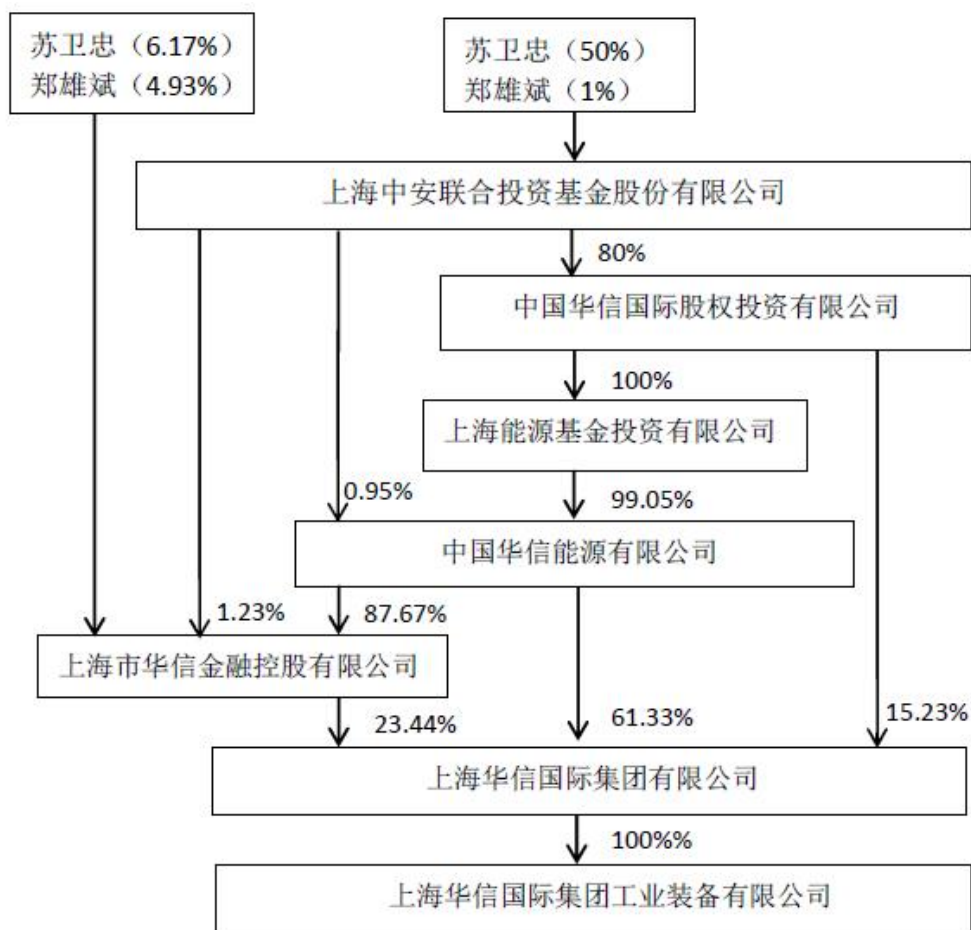 苏卫忠（6.17%）
郑雄斌（4.93%）
苏卫忠（50%）
郑雄斌（1%）
上海中安联合投资基金股份有限公司
80%
中国华信国际股权投资有限公司
100%
上海能源基金投资有限公司
0.95%
99.05%
中国华信能源有限公司
1.23%
87.67%
上海市华信金融控股有限公司
23.44%
61.33%
15.23%
上海华信国际集团有限公司
100%%
上海华信国际集团工业装备有限公司